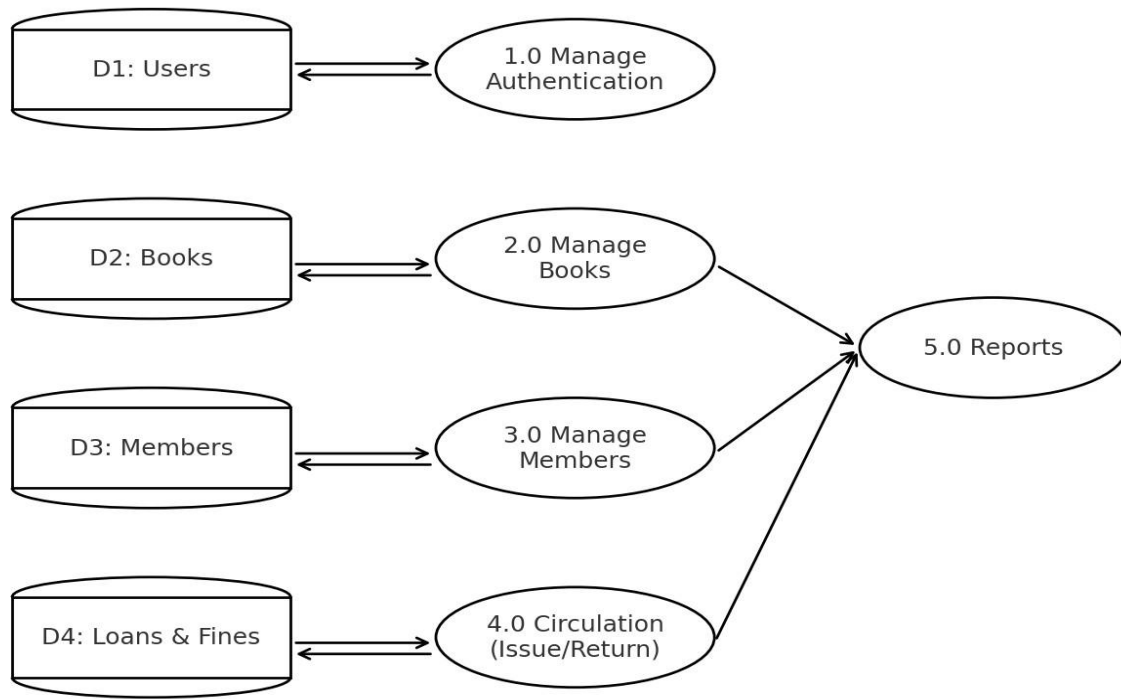 D1: Users
1.0 Manage
Authentication
D2: Books
2.0 Manage
Books
5.0 Reports
D3: Members
3.0 Manage
Members
D4: Loans & Fines
4.0 Circulation
(Issue/Return)